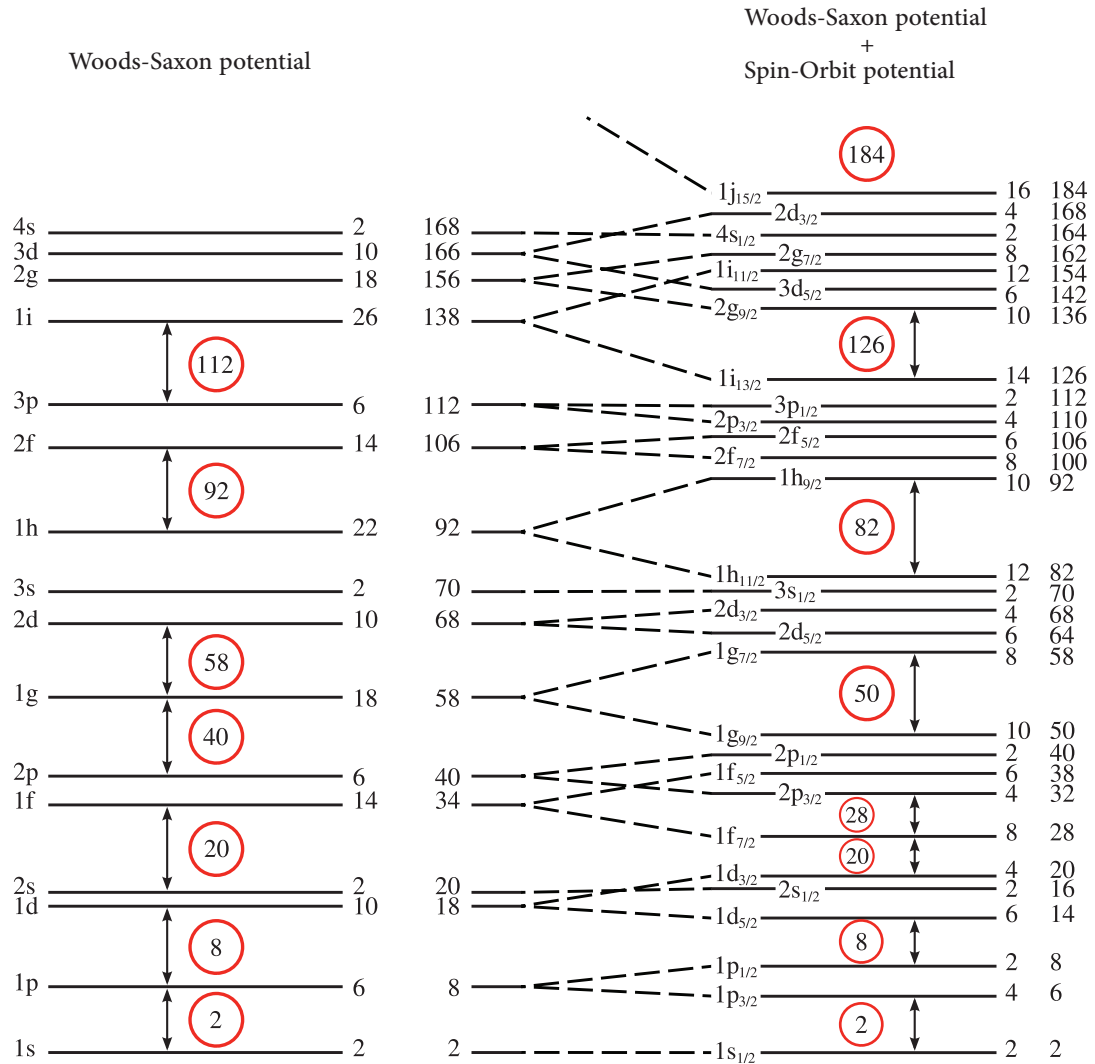 Woods-Saxon potential
Woods-Saxon potential
+
Spin-Orbit potential
184
1j15/2 16 184
4s 2 168 2d3/2 4 168
3d 10 166 4s1/2 2 164
2g 18 156 2g7/2 8 162
1i11/2 12 154
3d5/2 6 142
1i 26 138 2g9/2 10 136
112 126
1i13/2 14 126
3p 6 112 3p1/2 2 112
2p3/2 4 110
2f 14 106 2f5/2 6 106
2f7/2 8 100
92 1h9/2 10 92
1h 22 92 82
1h11/2 12 82
3s 2 70 3s1/2 2 70
2d 10 68 2d3/2 4 68
2d5/2 6 64
58 1g7/2 8 58
1g 18 58 50
40 1g9/2 10 50
2p1/2 2 40
2p 6 40 1f5/2 6 38
1f 14 34 2p3/2 4 32
28
20 1f7/2 8 28
20
1d3/2 4 20
2s 2 20 2s1/2 2 16
1d 10 18 1d5/2 6 14
8 8
1p1/2 2 8
1p 6 8 1p3/2 4 6
2 2
1s 2 2 1s1/2 2 2